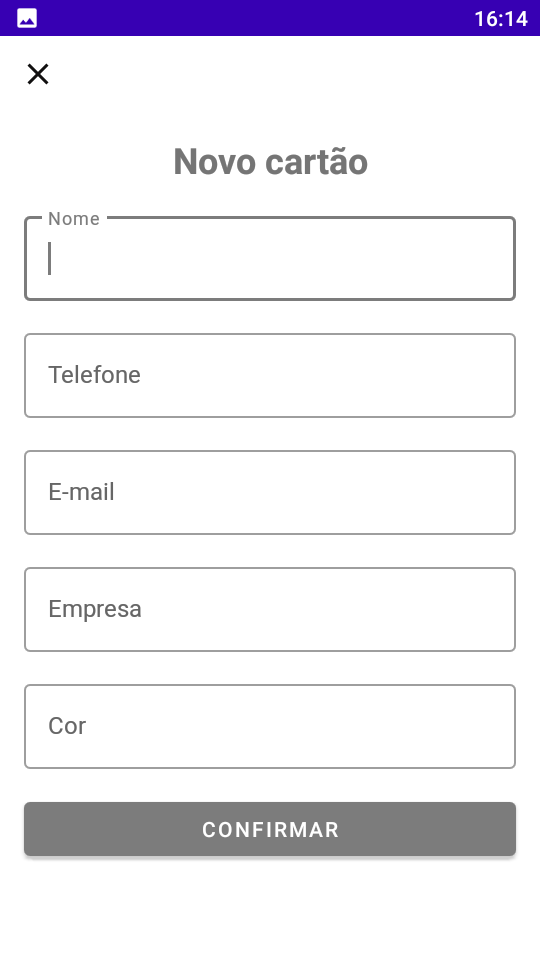 16:14
Novo cartão
Nome
Telefone
E-mail
Empresa
Cor
CONFIRMAR